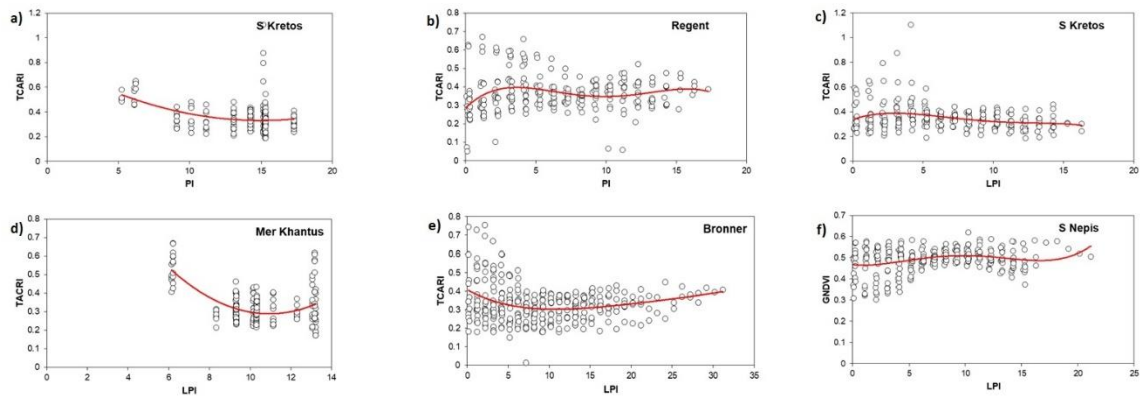 a)
S Kretos
TCARI
1.2
1
0.8
0.6
0.4
0.2
0
0 5 10 15 20
PI
b)
Regent
TCARI
0.8
0.7
0.6
0.5
0.4
0.3
0.2
0.1
0
0 5 10 15 20
PI
c)
S Kretos
TCARI
1.2
1
0.8
0.6
0.4
0.2
0
0 5 10 15 20
LPI
d)
Mer Khantus
TACRI
0.8
0.7
0.6
0.5
0.4
0.3
0.2
0.1
0
0 2 4 6 8 10 12 14
LPI
e)
Bronner
TCARI
0.8
0.7
0.6
0.5
0.4
0.3
0.2
0.1
0
0 5 10 15 20 25 30 35
LPI
f)
S Nepis
GNDVI
0.7
0.6
0.5
0.4
0.3
0.2
0.1
0
0 5 10 15 20 25
LPI